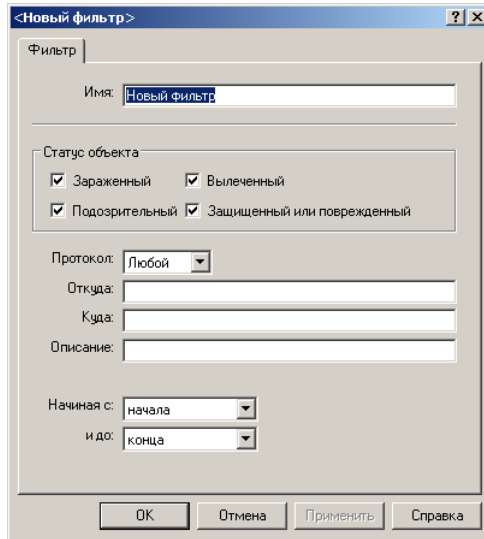 <Новый фильтр>
Фильтр
Имя: Новый фильтр
Статус объекта
Зараженный Вылеченный
Подозрительный Защищенный или поврежденный
Протокол: Любой
Откуда:
Куда:
Описание:
Начиная с: начала
и до: конца
OK Отмена Применить Справка